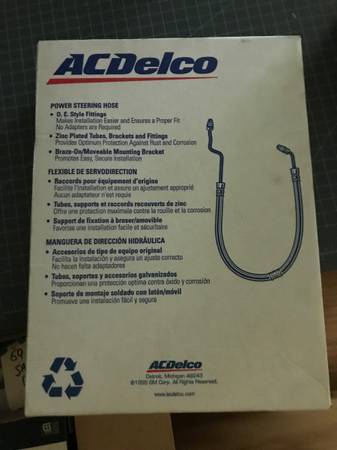 ACDelco
POWER STEERING HOSE
• O. E. Style Fittings
Makes Installation Easier and Ensures a Proper Fit
No Adapters are Required
• Zinc Plated Tubes, Brackets and Fittings
Provides Optimum Protection Against Rust and Corrosion
• Braze-On/Moveable Mounting Bracket
Promotes Easy, Secure Installation
FLEXIBLE DE SERVODIRECTION
• Raccords pour équipement d'origine
Facilite l'installation et assure un ajustement approprié
Aucun adaptateur n'est requis
• Tubes, supports et raccords recouverts de zinc
Offre une protection maximale contre la rouille et la corrosion
• Support de fixation à braser/amovible
Favorise une installation facile et sécuritaire
MANGUERA DE DIRECCIÓN HIDRÁULICA
• Accesorios de tipo de equipo original
Facilita la instalación y asegura un ajuste correcto
No hacen falta adaptadores
• Tubos, soportes y accesorios galvanizados
Proporcionan una protección óptima contra óxido y corrosión
• Soporte de montaje soldado con latón/móvil
Promueve una instalación fácil y segura
ACDelco
Detroit, Michigan 48243
©1998 GM Corp. All Rights Reserved.
www.acdelco.com